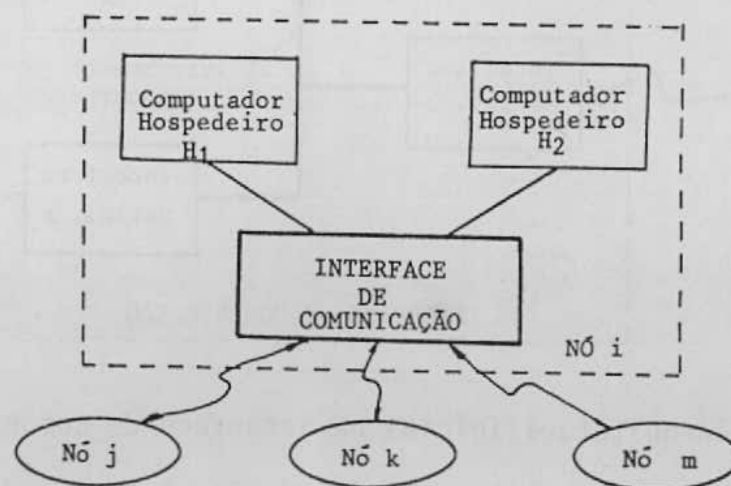 Computador
Hospedeiro
H1
Computador
Hospedeiro
H2
INTERFACE
DE
COMUNICAÇÃO
NÓ i
NÓ j
NÓ k
NÓ m